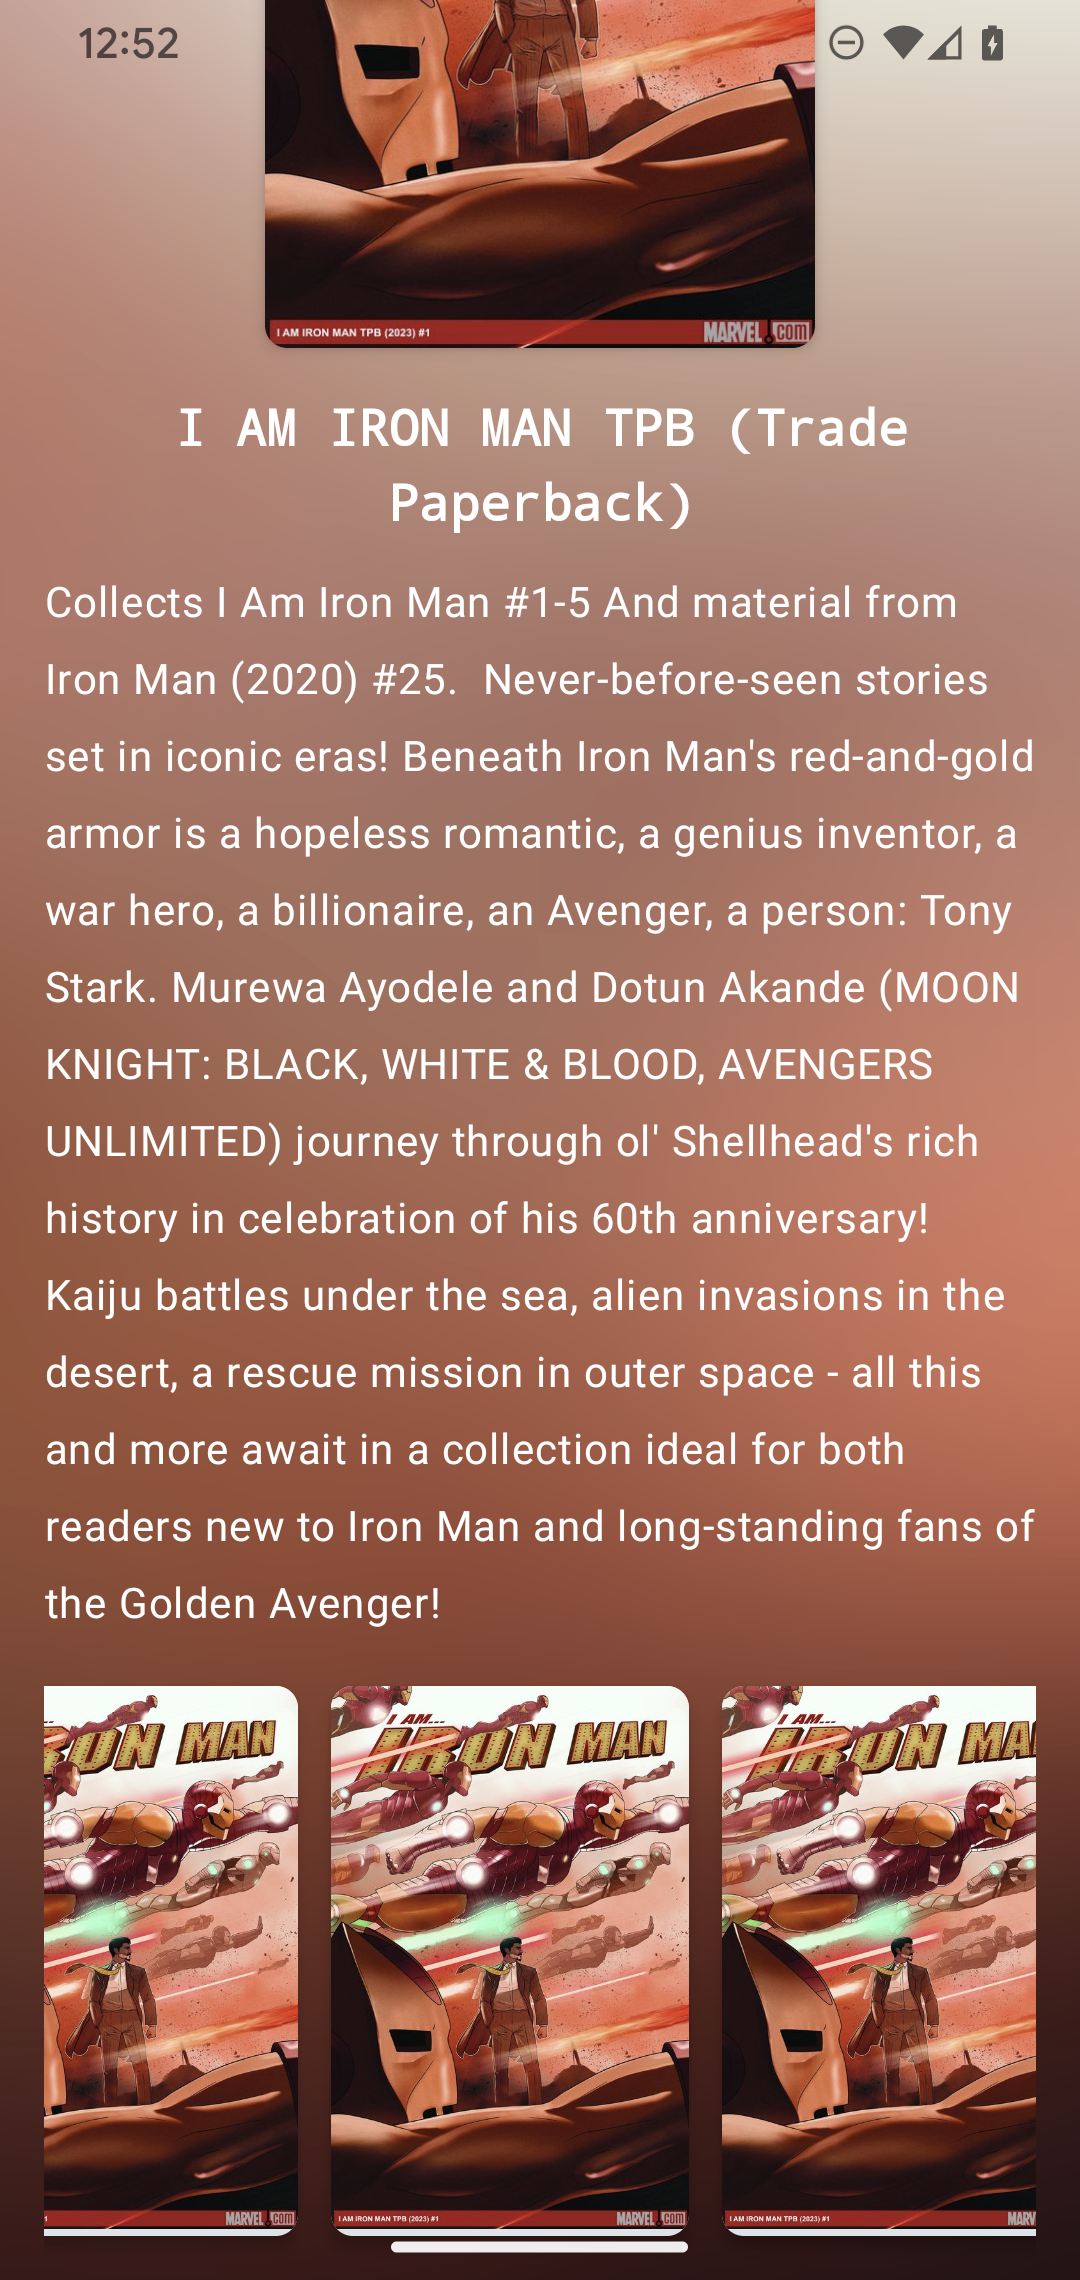 12:52
I AM IRON MAN TPB (2023) #1
MARVEL.COM
I AM IRON MAN TPB (Trade
Paperback)
Collects I Am Iron Man #1-5 And material from
Iron Man (2020) #25.  Never-before-seen stories
set in iconic eras! Beneath Iron Man's red-and-gold
armor is a hopeless romantic, a genius inventor, a
war hero, a billionaire, an Avenger, a person: Tony
Stark. Murewa Ayodele and Dotun Akande (MOON
KNIGHT: BLACK, WHITE & BLOOD, AVENGERS
UNLIMITED) journey through ol' Shellhead's rich
history in celebration of his 60th anniversary!
Kaiju battles under the sea, alien invasions in the
desert, a rescue mission in outer space - all this
and more await in a collection ideal for both
readers new to Iron Man and long-standing fans of
the Golden Avenger!
RON MAN
I AM...
IRON MAN
I AM...
IRON MA
1
MARVEL.COM
I AM IRON MAN TPB (2023) #1
MARVEL.COM
I AM IRON MAN TPB (2023) #1
MARV